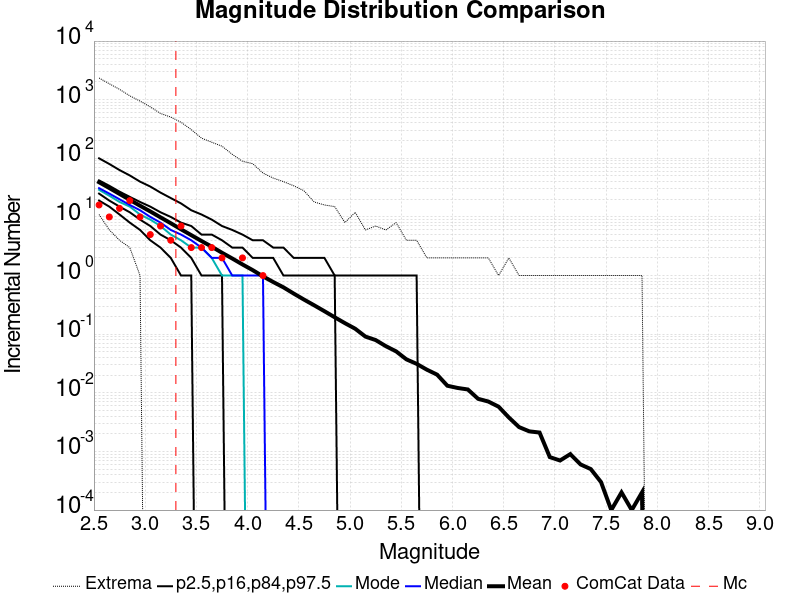 Magnitude Distribution Comparison
10^4
10^3
10^2
10^1
10^0
10^-1
10^-2
10^-3
10^-4
Incremental Number
2.5 3.0 3.5 4.0 4.5 5.0 5.5 6.0 6.5 7.0 7.5 8.0 8.5 9.0
Magnitude
Extrema p2.5,p16,p84,p97.5 Mode Median Mean ComCat Data Mc